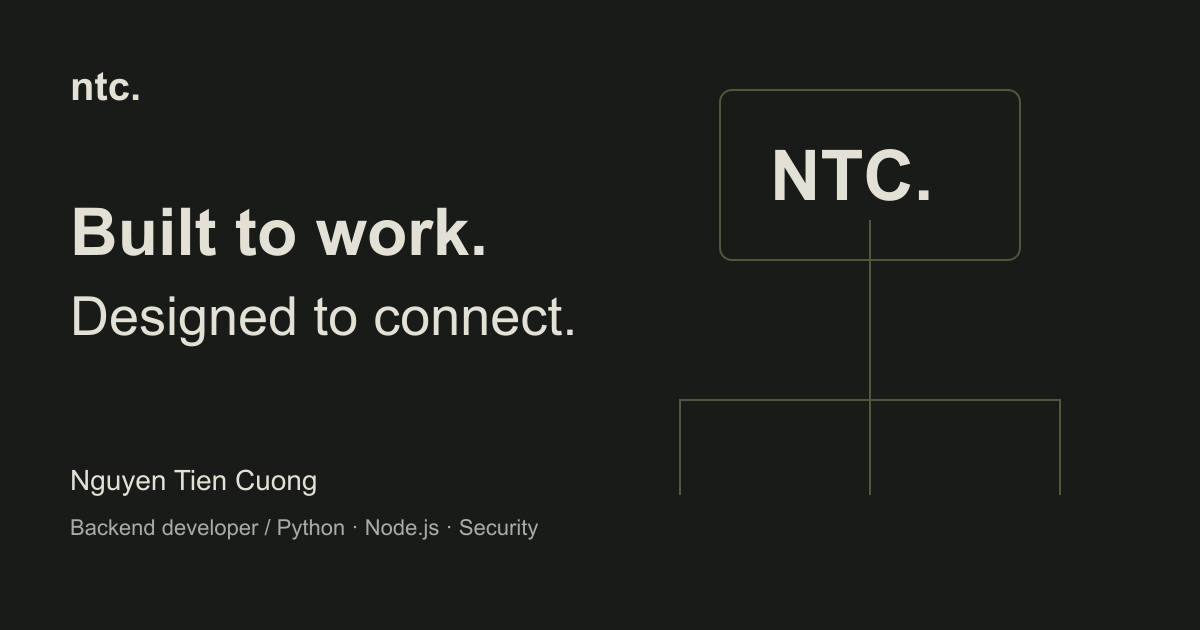 ntc.
Built to work.
Designed to connect.
Nguyen Tien Cuong
Backend developer / Python · Node.js · Security
NTC.